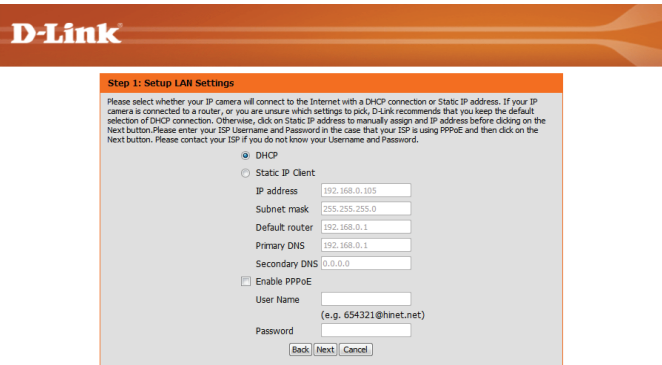 D-Link
Step 1: Setup LAN Settings
Please select whether your IP camera will connect to the Internet with a DHCP connection or Static IP address. If your IP
camera is connected to a router, or you are unsure which settings to pick, D-Link recommends that you keep the default
selection of DHCP connection. Otherwise, click on Static IP address to manually assign and IP address before clicking on the
Next button.Please enter your ISP Username and Password in the case that your ISP is using PPPoE and then click on the
Next button. Please contact your ISP if you do not know your Username and Password.
DHCP
Static IP Client
IP address 192.168.0.105
Subnet mask 255.255.255.0
Default router 192.168.0.1
Primary DNS 192.168.0.1
Secondary DNS 0.0.0.0
Enable PPPoE
User Name
(e.g. 654321@hinet.net)
Password
Back Next Cancel